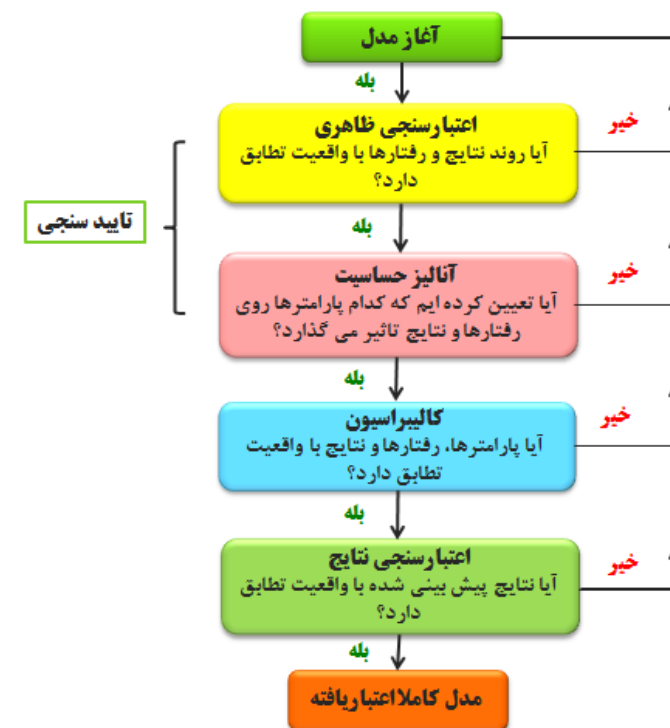 آغاز مدل
بله
اعتبارسنجی ظاهری
آیا روند نتایج و رفتارها با واقعیت تطابق
دارد؟
خیر
تایید سنجی
بله
آنالیز حساسیت
آیا تعیین کرده ایم که کدام پارامترها روی
رفتارها و نتایج تاثیر می گذارد؟
خیر
بله
کالیبراسیون
آیا پارامترها، رفتارها و نتایج با واقعیت
تطابق دارد؟
خیر
بله
اعتبارسنجی نتایج
آیا نتایج پیش بینی شده با واقعیت تطابق
دارد؟
خیر
بله
مدل کاملا اعتباریافته